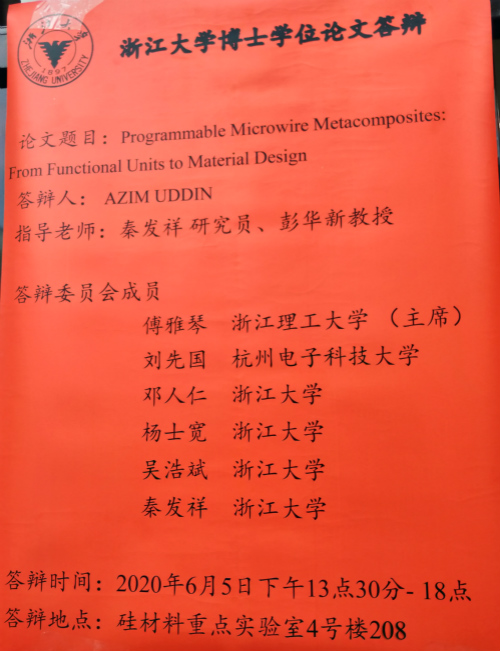 浙江大学
1897
ZHEJIANG UNIVERSITY
浙江大学博士学位论文答辩
论文题目：Programmable Microwire Metacomposites:
From Functional Units to Material Design
答辩人： AZIM UDDIN
指导老师：秦发祥 研究员、彭华新教授
答辩委员会成员
傅雅琴 浙江理工大学 （主席）
刘先国 杭州电子科技大学
邓人仁 浙江大学
杨士宽 浙江大学
吴浩斌 浙江大学
秦发祥 浙江大学
答辩时间：2020年6月5日下午13点30分- 18点
答辩地点：硅材料重点实验室4号楼208